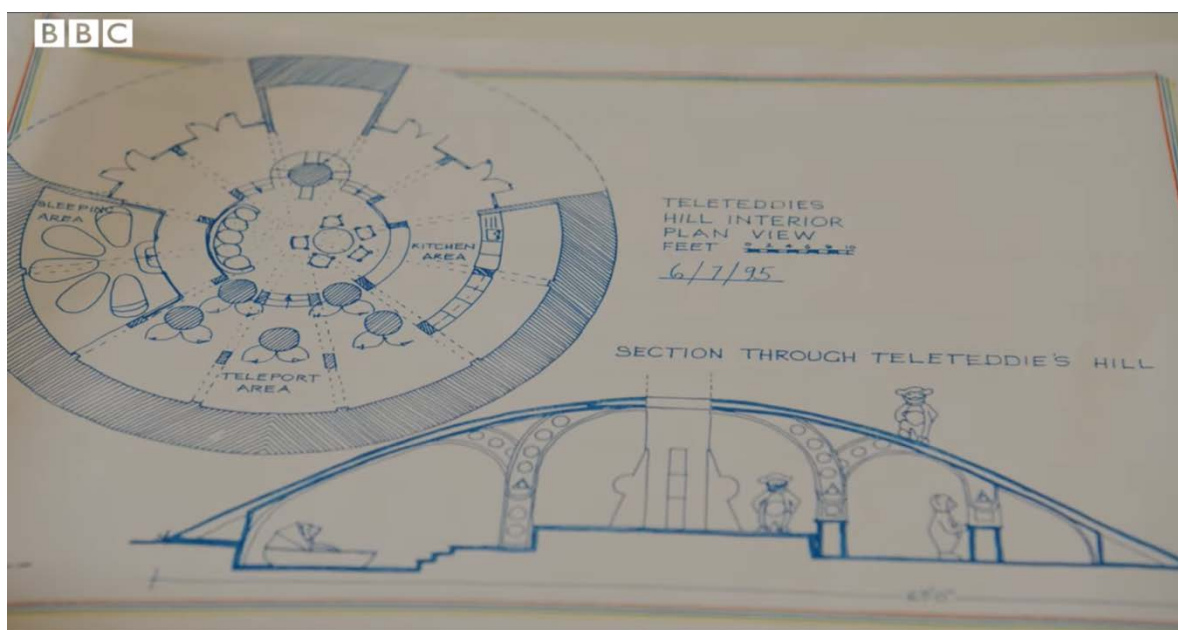 BBC
SLEEPING
AREA
KITCHEN
AREA
TELEPORT
AREA
TELETEDDIES
HILL INTERIOR
PLAN VIEW
FEET
6/7/95
SECTION THROUGH TELETEDDIE'S HILL